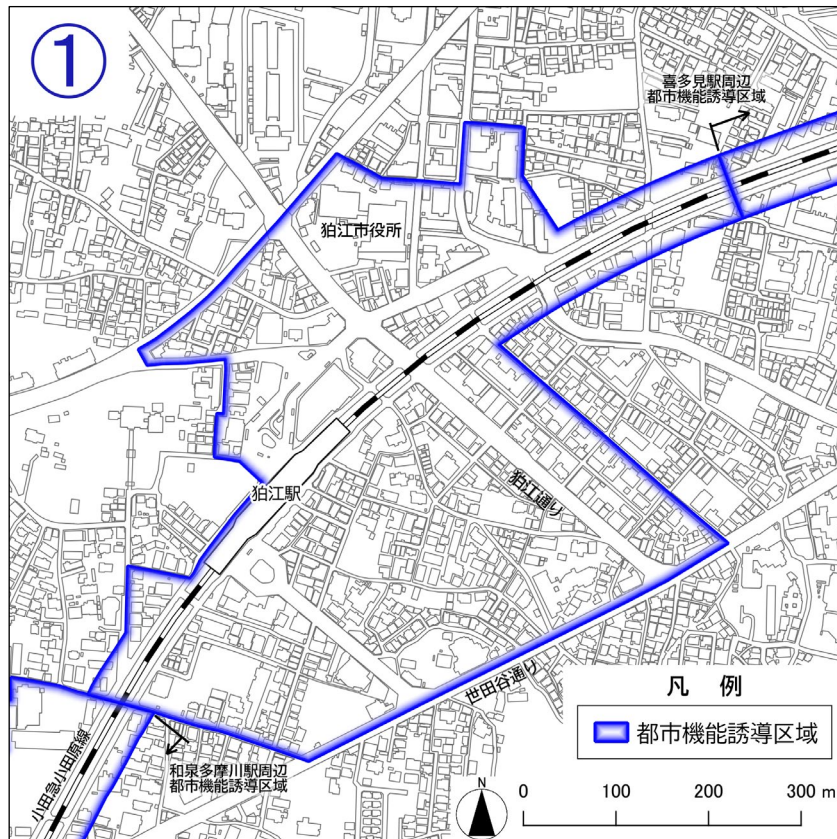 ①
喜多見駅周辺
都市機能誘導区域
狛江市役所
狛江駅
狛江通り
世田谷通り
小田急小田原線
和泉多摩川駅周辺
都市機能誘導区域
凡 例
都市機能誘導区域
N
0 100 200 300 m